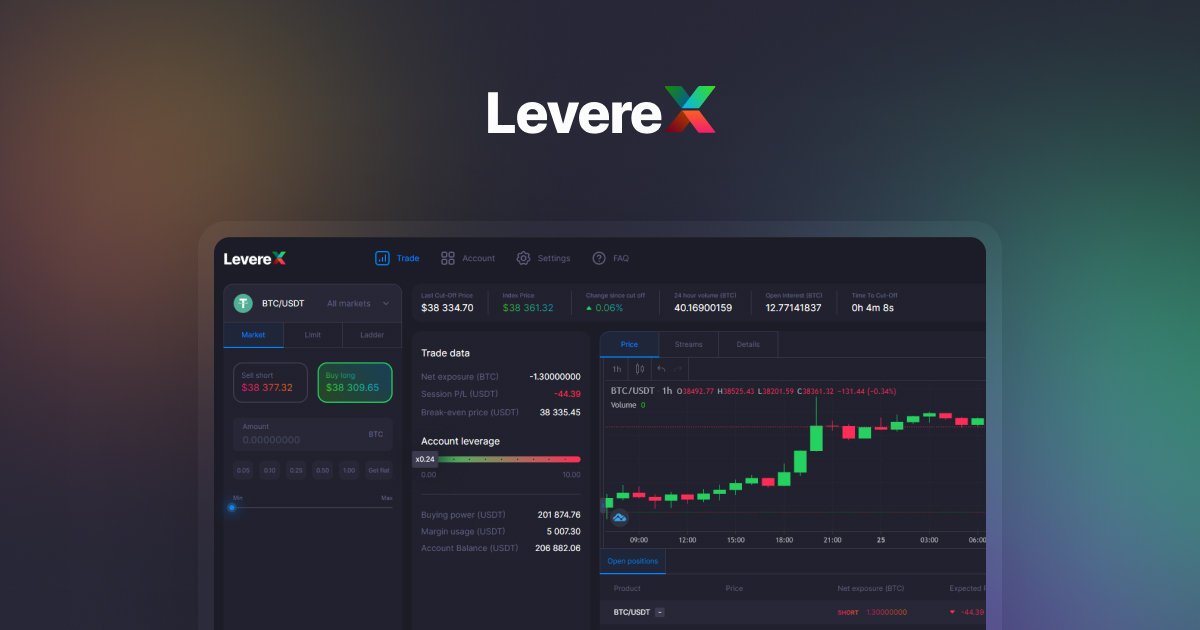 LevereX
LevereX
Trade
Account
Settings
FAQ
BTC/USDT
All markets
Market
Limit
Ladder
Sell short
$38 377.32
Buy long
$38 309.65
Amount
0.00000000
BTC
0.05
0.10
0.25
0.50
1.00
Min
Max
Last Cut-Off Price
$38 334.70
Index Price
$38 361.32
Change since cut off
0.06%
24 hour volume (BTC)
40.16900159
Open interest (BTC)
12.77141837
Time To Cut-Off
0h 4m 8s
Trade data
Net exposure (BTC) -1.30000000
Session P/L (USDT) -44.39
Break-even price (USDT) 38 335.45
Account leverage
x0.24
0.00 10.00
Buying power (USDT) 201 874.76
Margin usage (USDT) 5 007.30
Account Balance (USDT) 206 882.06
Price
Streams
Details
1h
BTC/USDT 1h O38492.77 H38525.43 L38201.59 C38361.32 -131.44 (-0.34%)
Volume 0
09:00 12:00 15:00 18:00 21:00 25 03:00 06:00
Open positions
Product Price Net exposure (BTC) Expected P
BTC/USDT - SHORT 1.30000000 -44.39